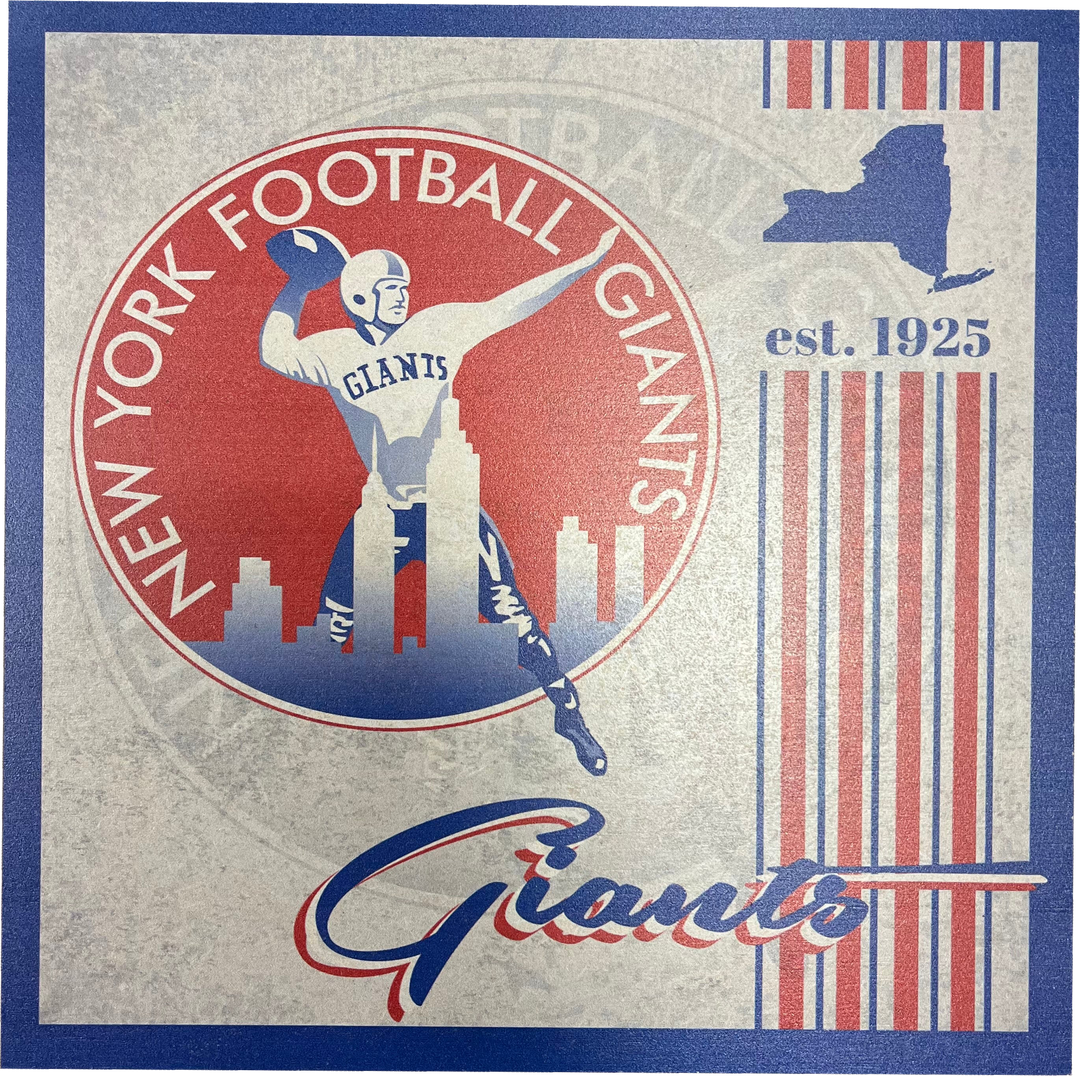 NEW YORK FOOTBALL GIANTS
GIANTS
est. 1925
Giants